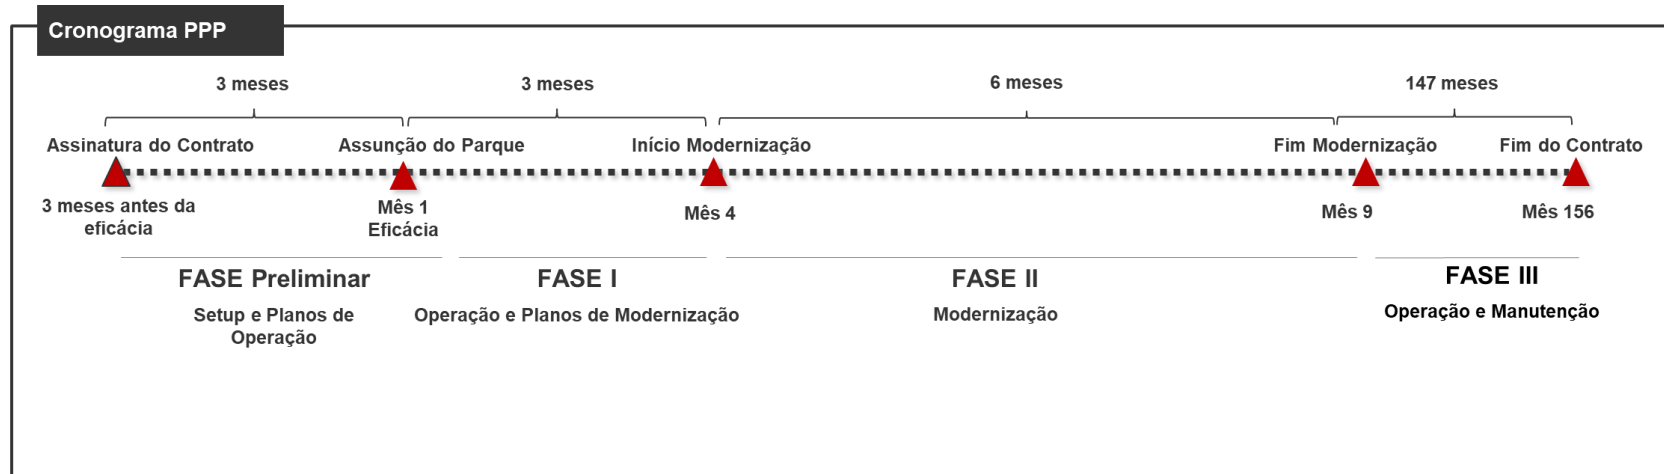 Cronograma PPP
3 meses
3 meses
6 meses
147 meses
Assinatura do Contrato
Assunção do Parque
Início Modernização
Fim Modernização
Fim do Contrato
3 meses antes da
eficácia
Mês 1
Eficácia
Mês 4
Mês 9
Mês 156
FASE Preliminar
Setup e Planos de
Operação
FASE I
Operação e Planos de Modernização
FASE II
Modernização
FASE III
Operação e Manutenção